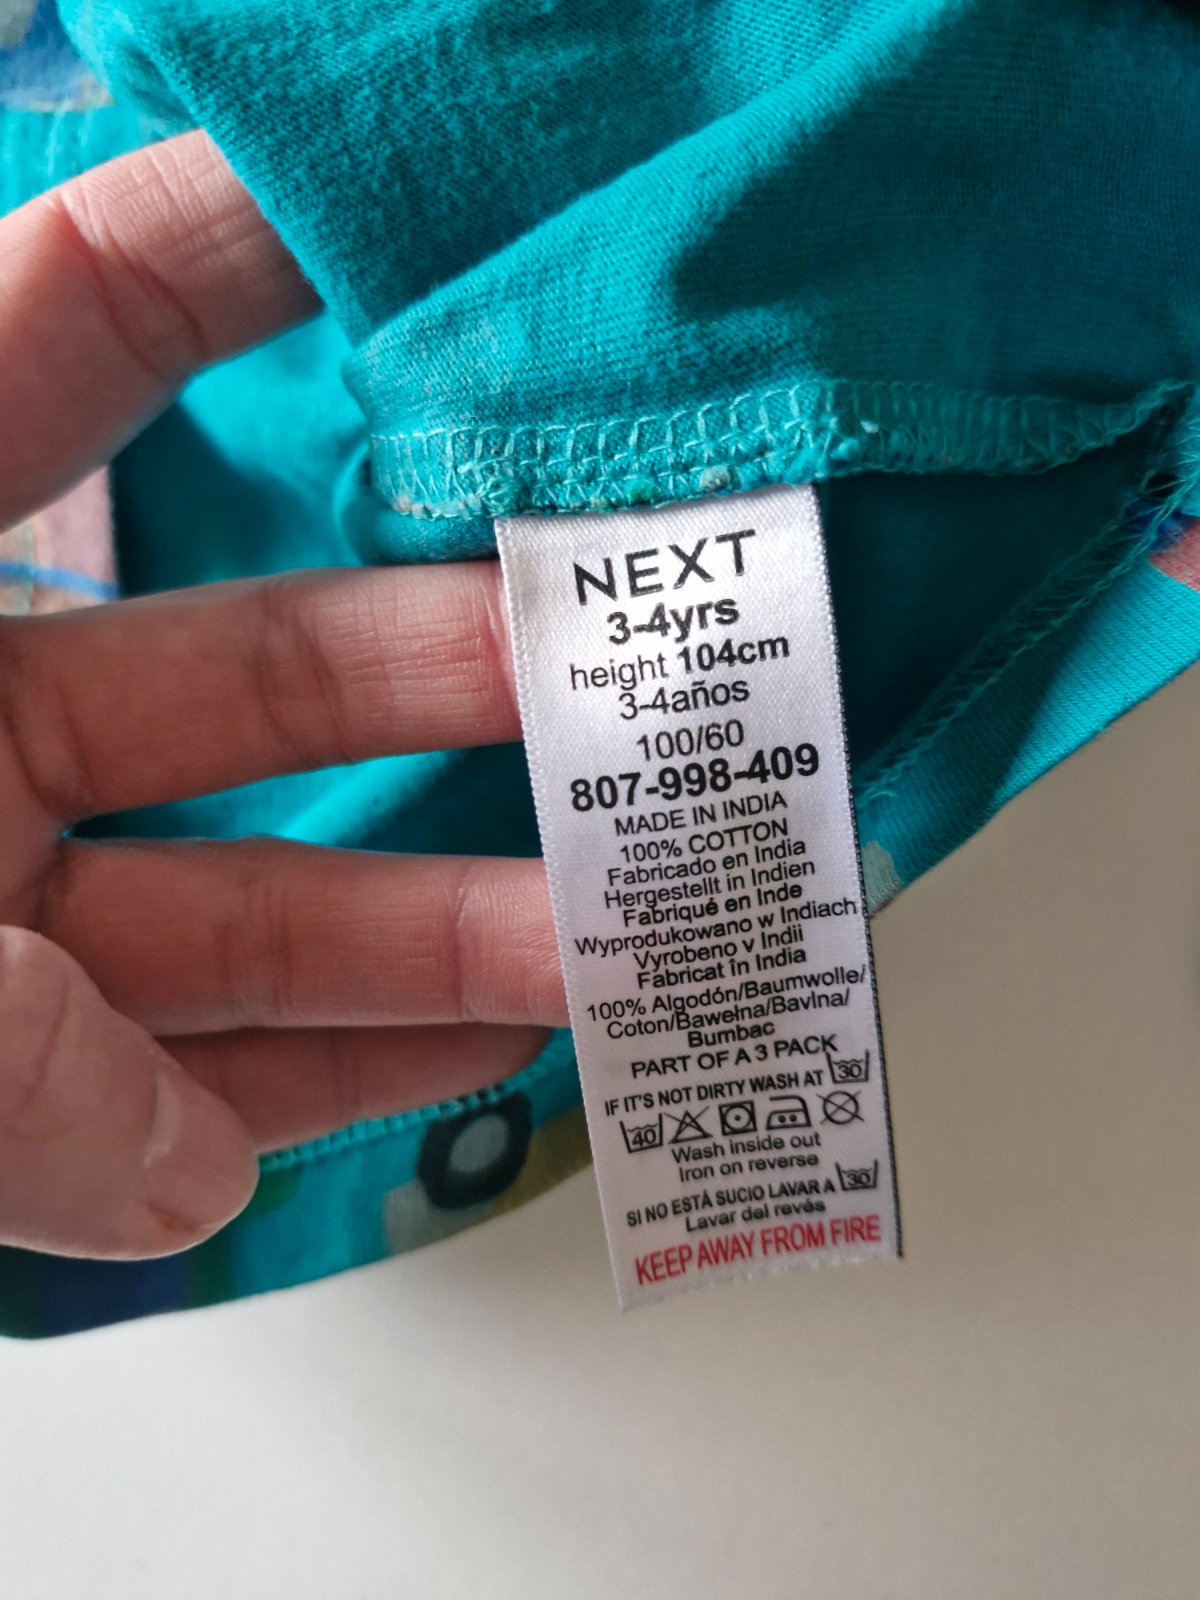 NEXT
3-4yrs
height 104cm
3-4años
100/60
807-998-409
MADE IN INDIA
100% COTTON
Fabricado en India
Hergestellt in Indien
Fabriqué en Inde
Wyprodukowano w Indiach
Vyrobeno v Indii
Fabricat în India
100% Algodón/Baumwolle/
Coton/Bawełna/Bavlna/
Bumbac
PART OF A 3 PACK
IF IT'S NOT DIRTY WASH AT 30
40
Wash inside out
Iron on reverse
SI NO ESTÁ SUCIO LAVAR A 30
Lavar del revés
KEEP AWAY FROM FIRE